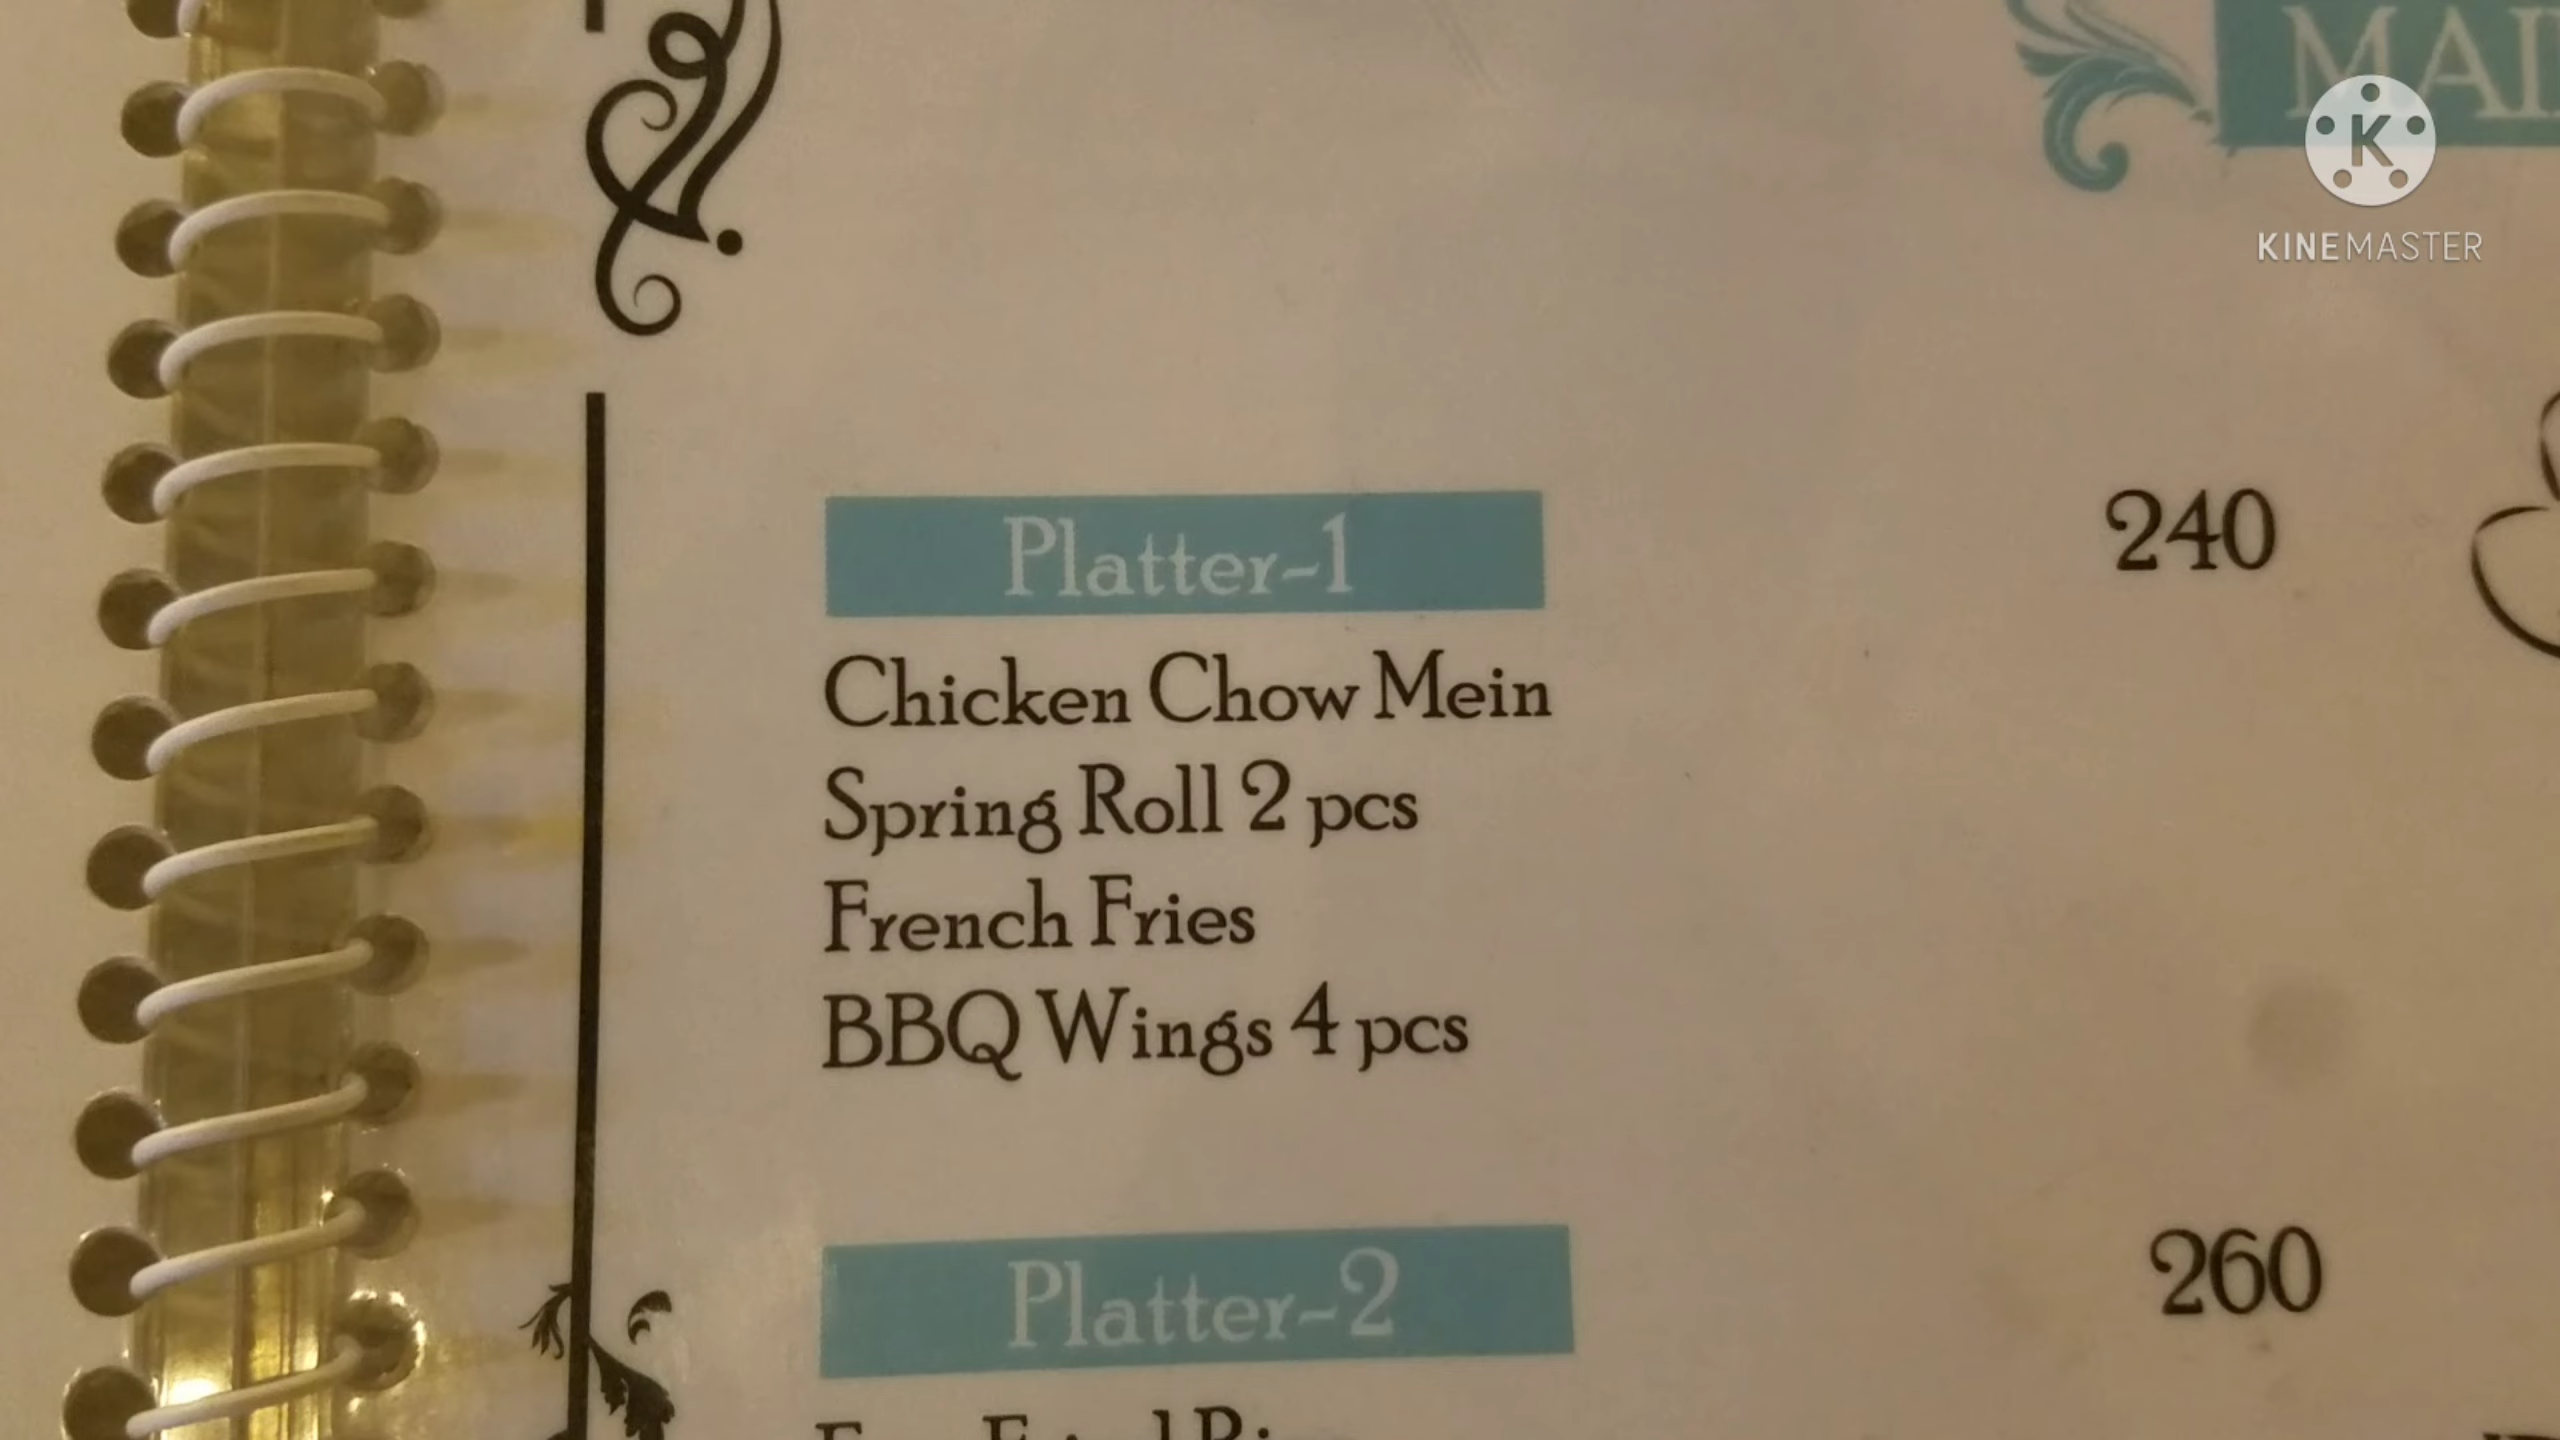 MAI
KINEMASTER
Platter-1 240
Chicken Chow Mein
Spring Roll 2 pcs
French Fries
BBQ Wings 4 pcs
Platter-2 260